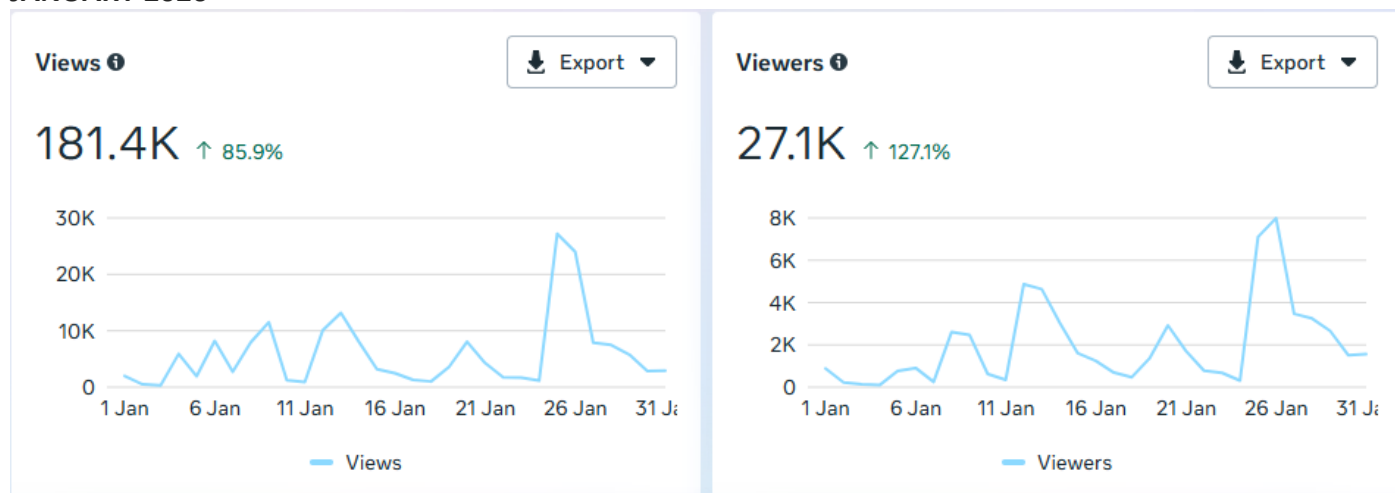 Views
Export
181.4K ↑ 85.9%
30K
20K
10K
0
1 Jan 6 Jan 11 Jan 16 Jan 21 Jan 26 Jan 31 Ja
Views
Viewers
Export
27.1K ↑ 127.1%
8K
6K
4K
2K
0
1 Jan 6 Jan 11 Jan 16 Jan 21 Jan 26 Jan 31 Ja
Viewers